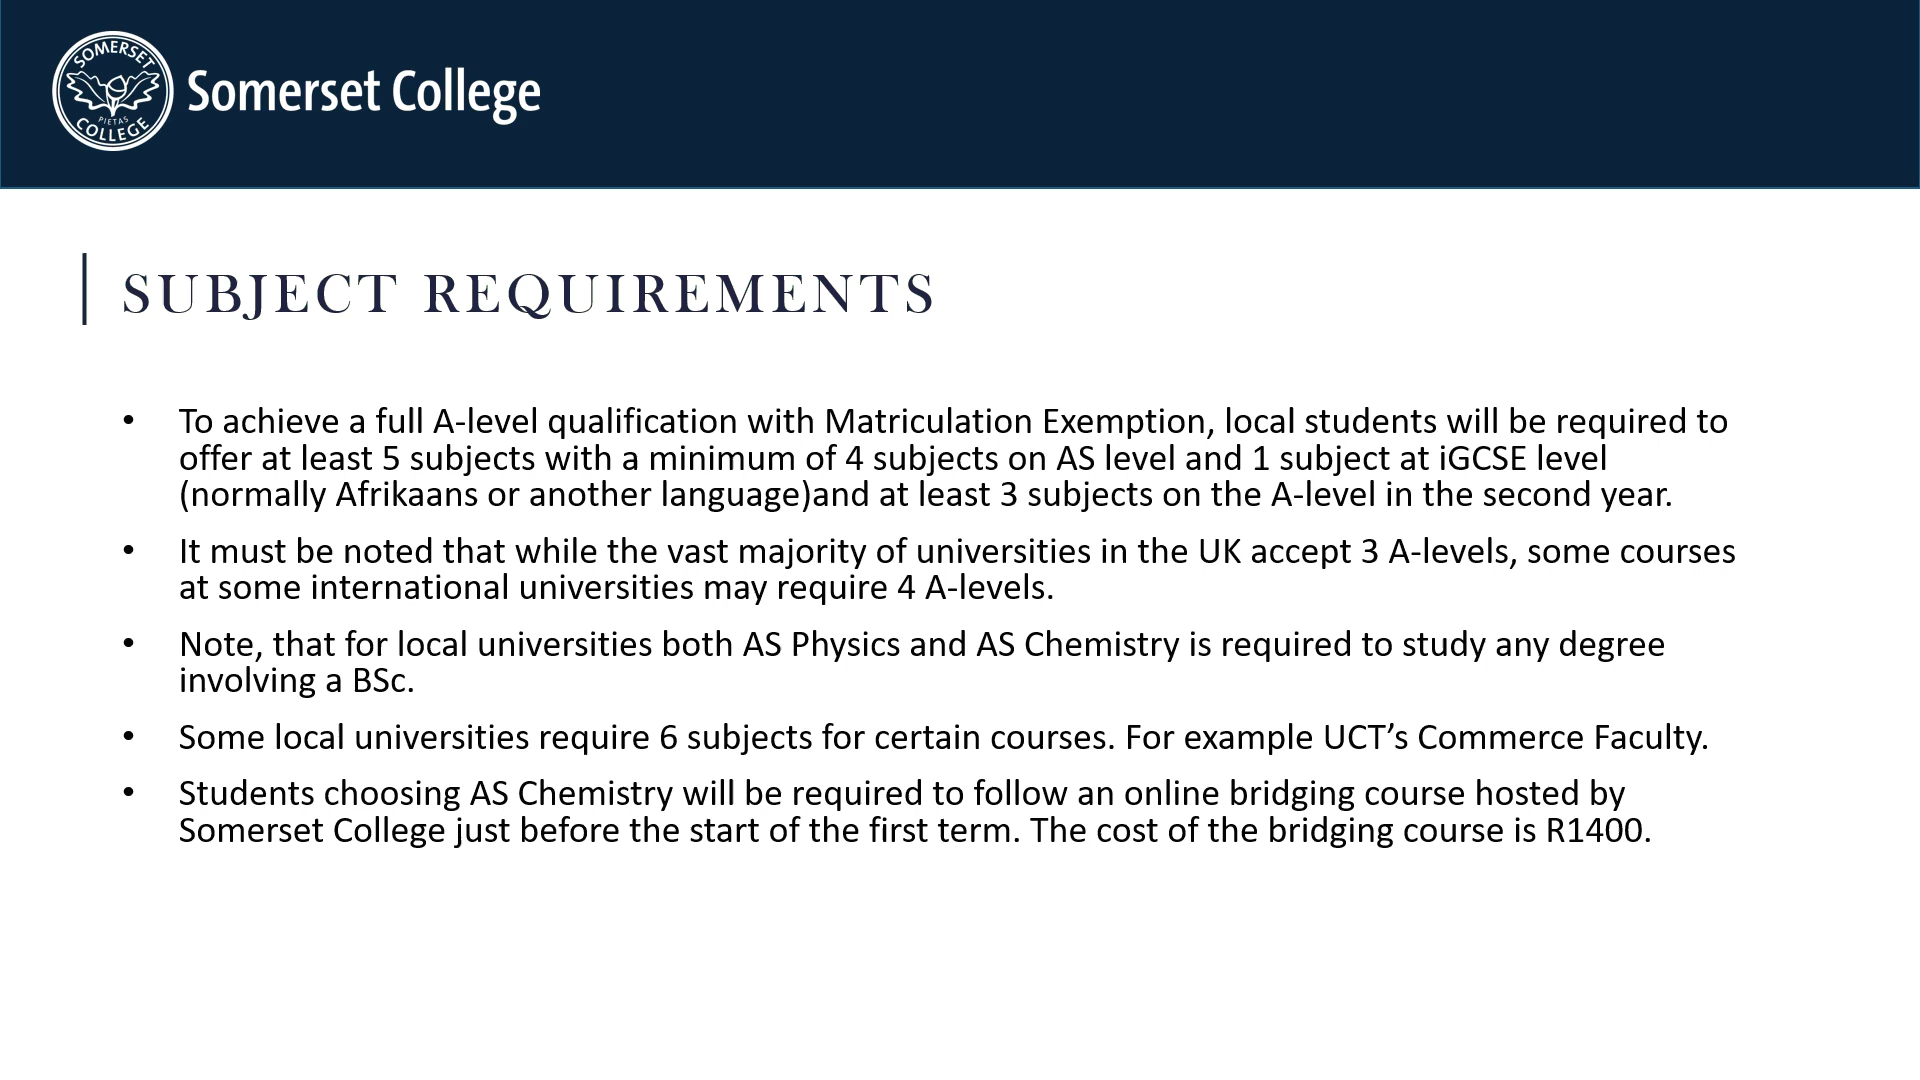 SOMERSET
PIETAS
COLLEGE
Somerset College
SUBJECT REQUIREMENTS
• To achieve a full A-level qualification with Matriculation Exemption, local students will be required to
offer at least 5 subjects with a minimum of 4 subjects on AS level and 1 subject at iGCSE level
(normally Afrikaans or another language)and at least 3 subjects on the A-level in the second year.
• It must be noted that while the vast majority of universities in the UK accept 3 A-levels, some courses
at some international universities may require 4 A-levels.
• Note, that for local universities both AS Physics and AS Chemistry is required to study any degree
involving a BSc.
• Some local universities require 6 subjects for certain courses. For example UCT’s Commerce Faculty.
• Students choosing AS Chemistry will be required to follow an online bridging course hosted by
Somerset College just before the start of the first term. The cost of the bridging course is R1400.